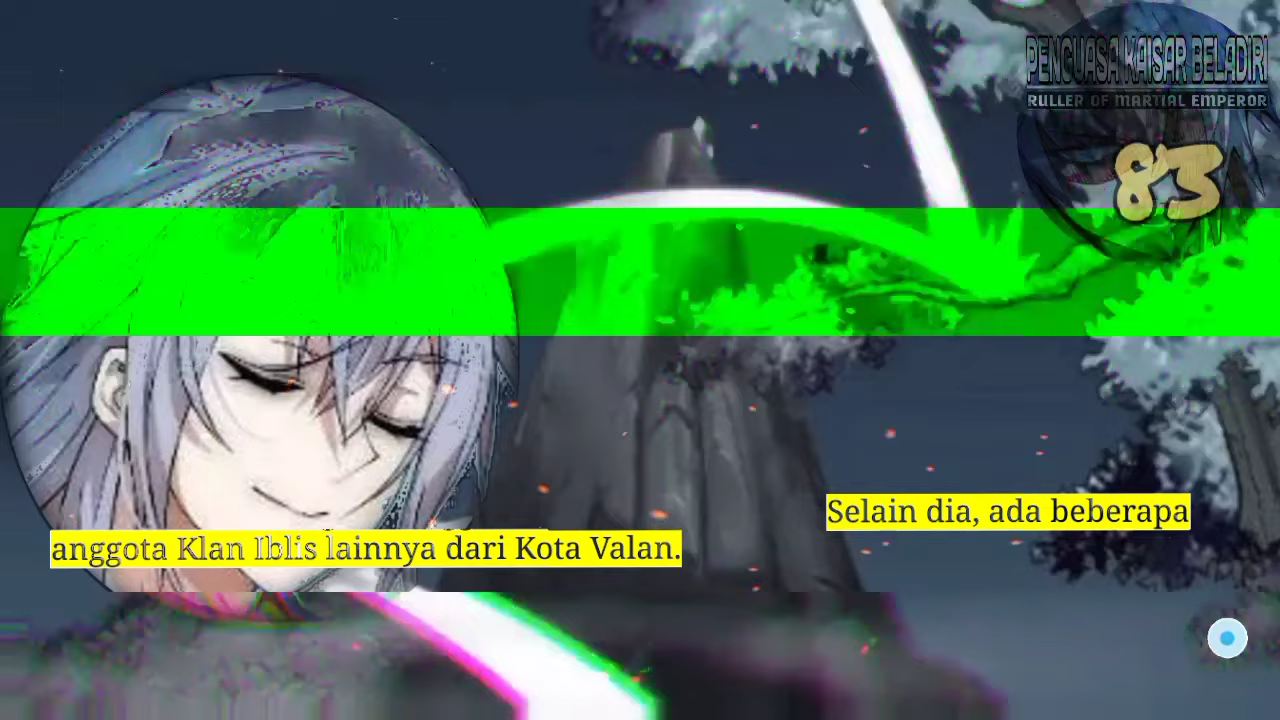 PENGUASA KAISAR BELADIRI
RULLER OF MARTIAL EMPEROR
83
Selain dia, ada beberapa
anggota Klan Iblis lainnya dari Kota Valan.